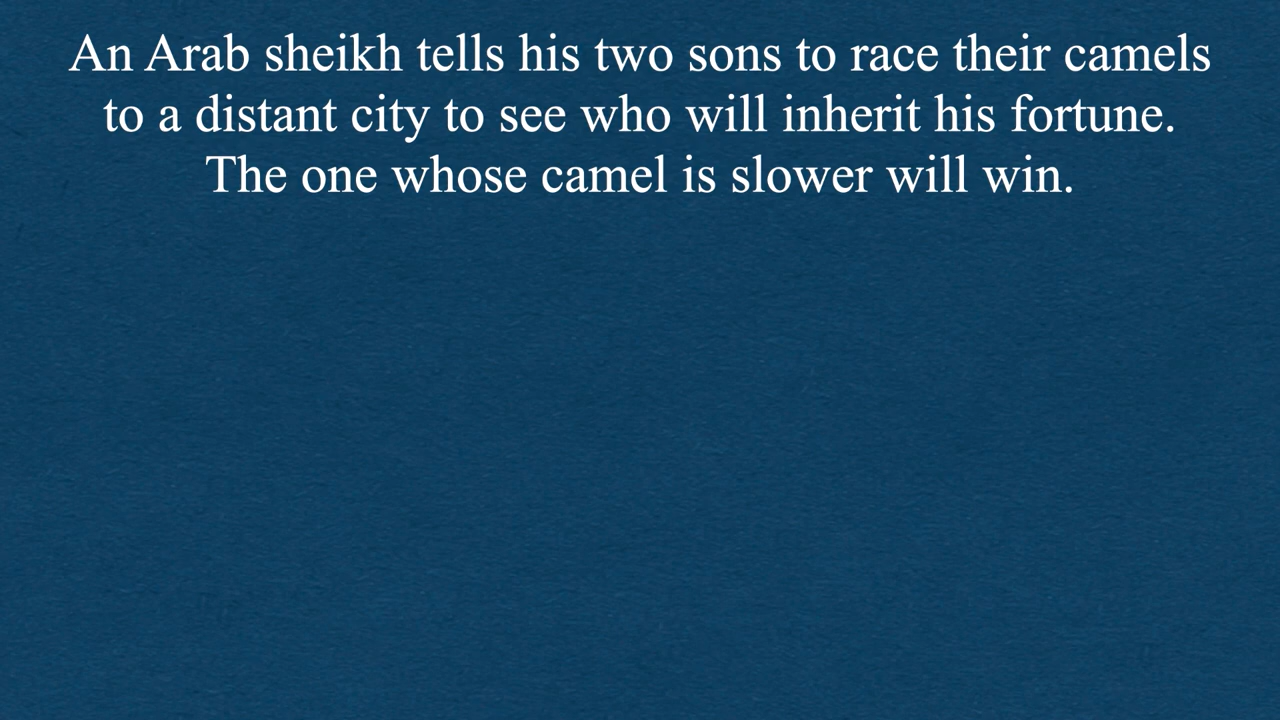 An Arab sheikh tells his two sons to race their camels
to a distant city to see who will inherit his fortune.
The one whose camel is slower will win.